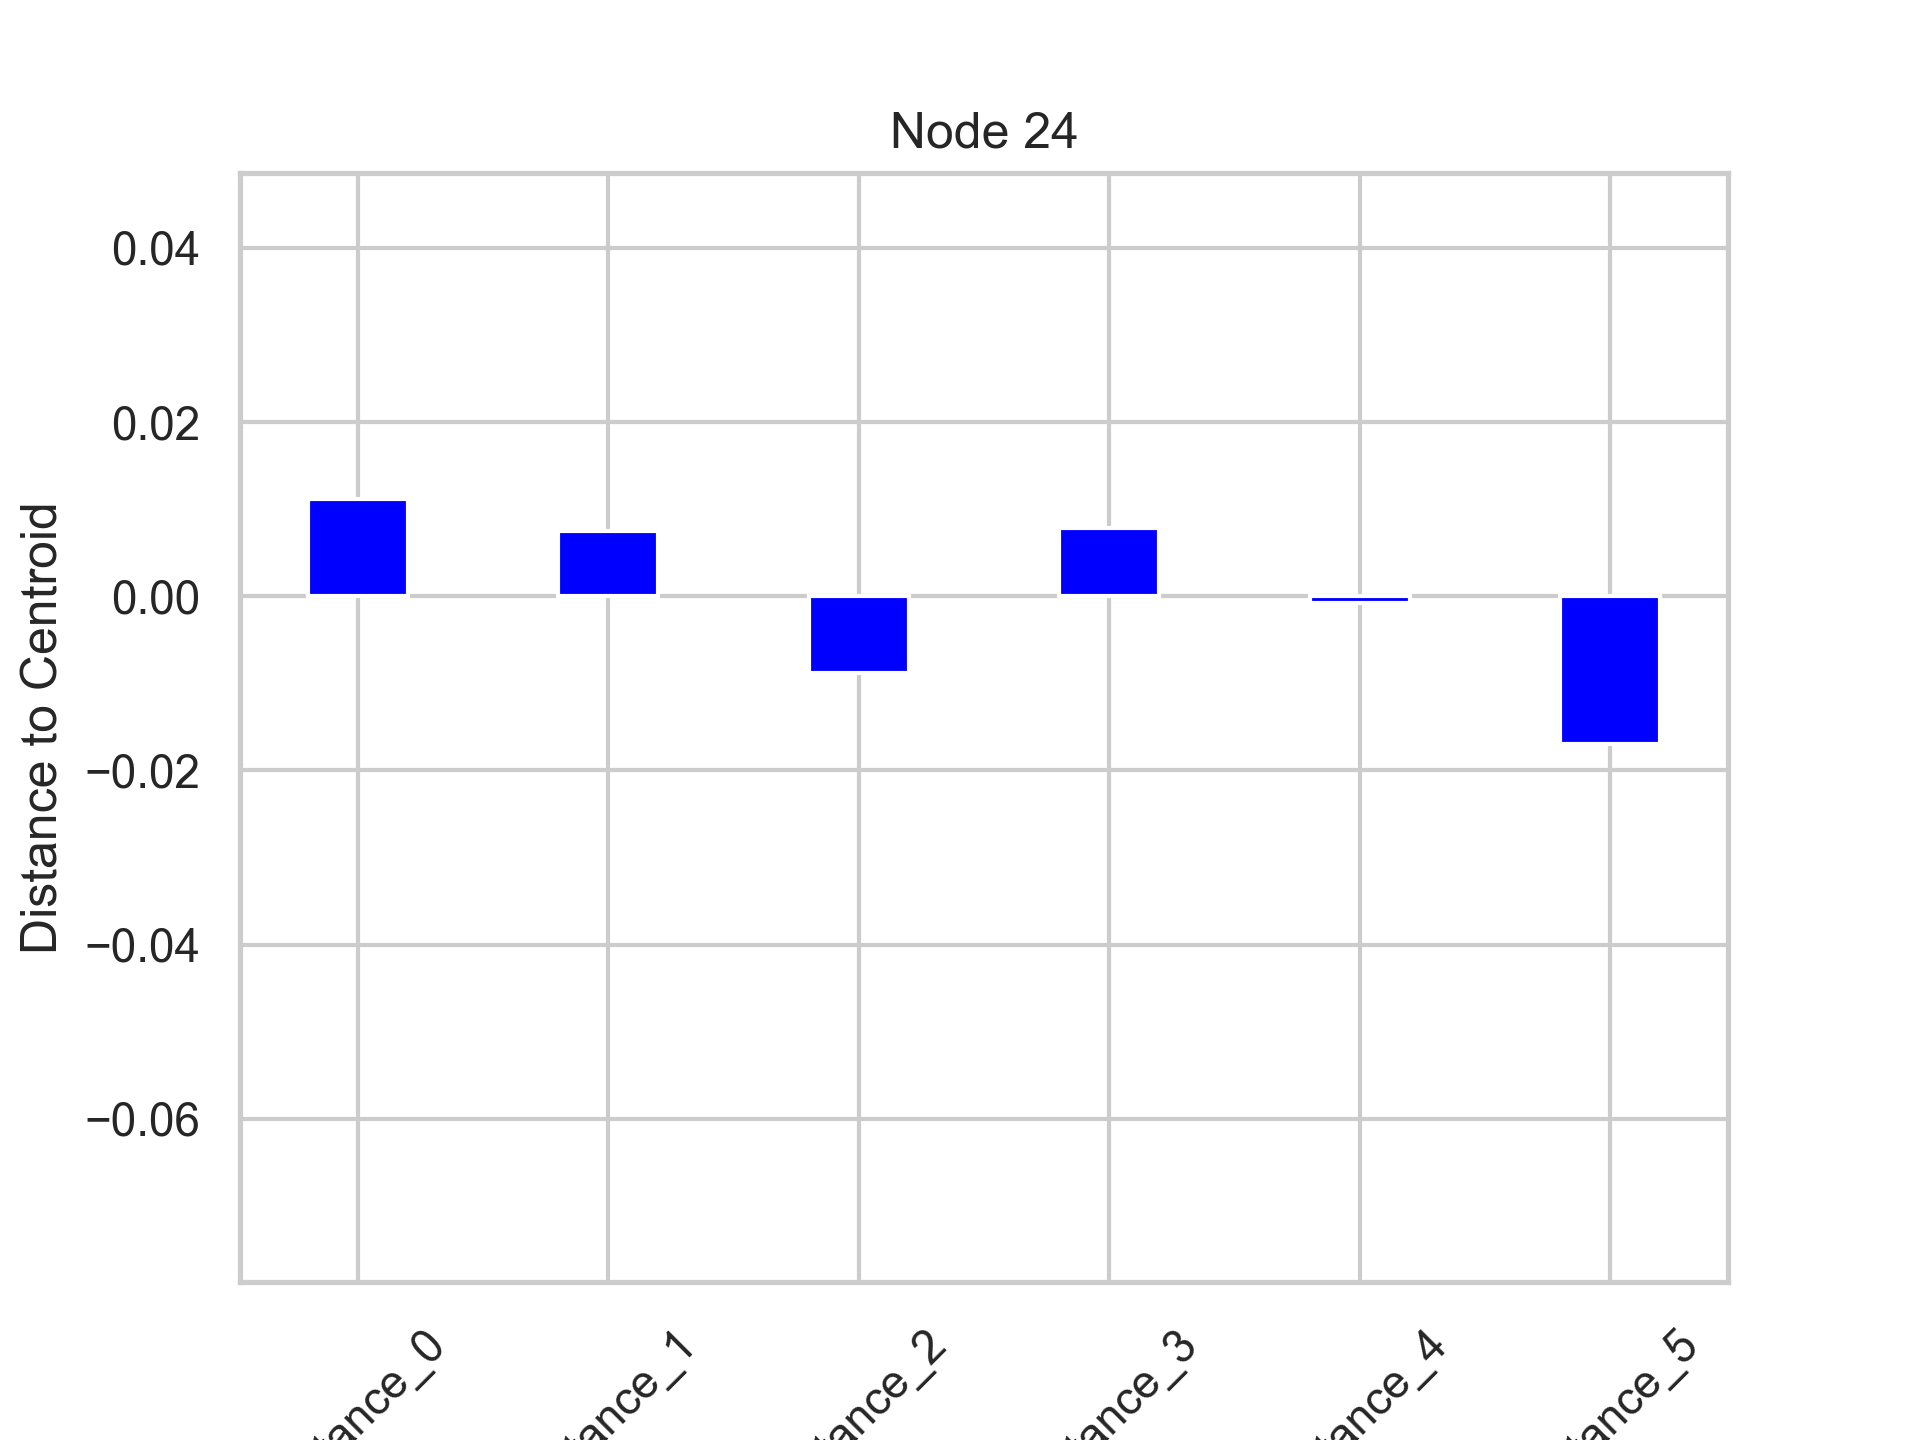 Node 24
Distance to Centroid
0.04
0.02
0.00
−0.02
−0.04
−0.06
tance_0
tance_1
tance_2
tance_3
tance_4
tance_5